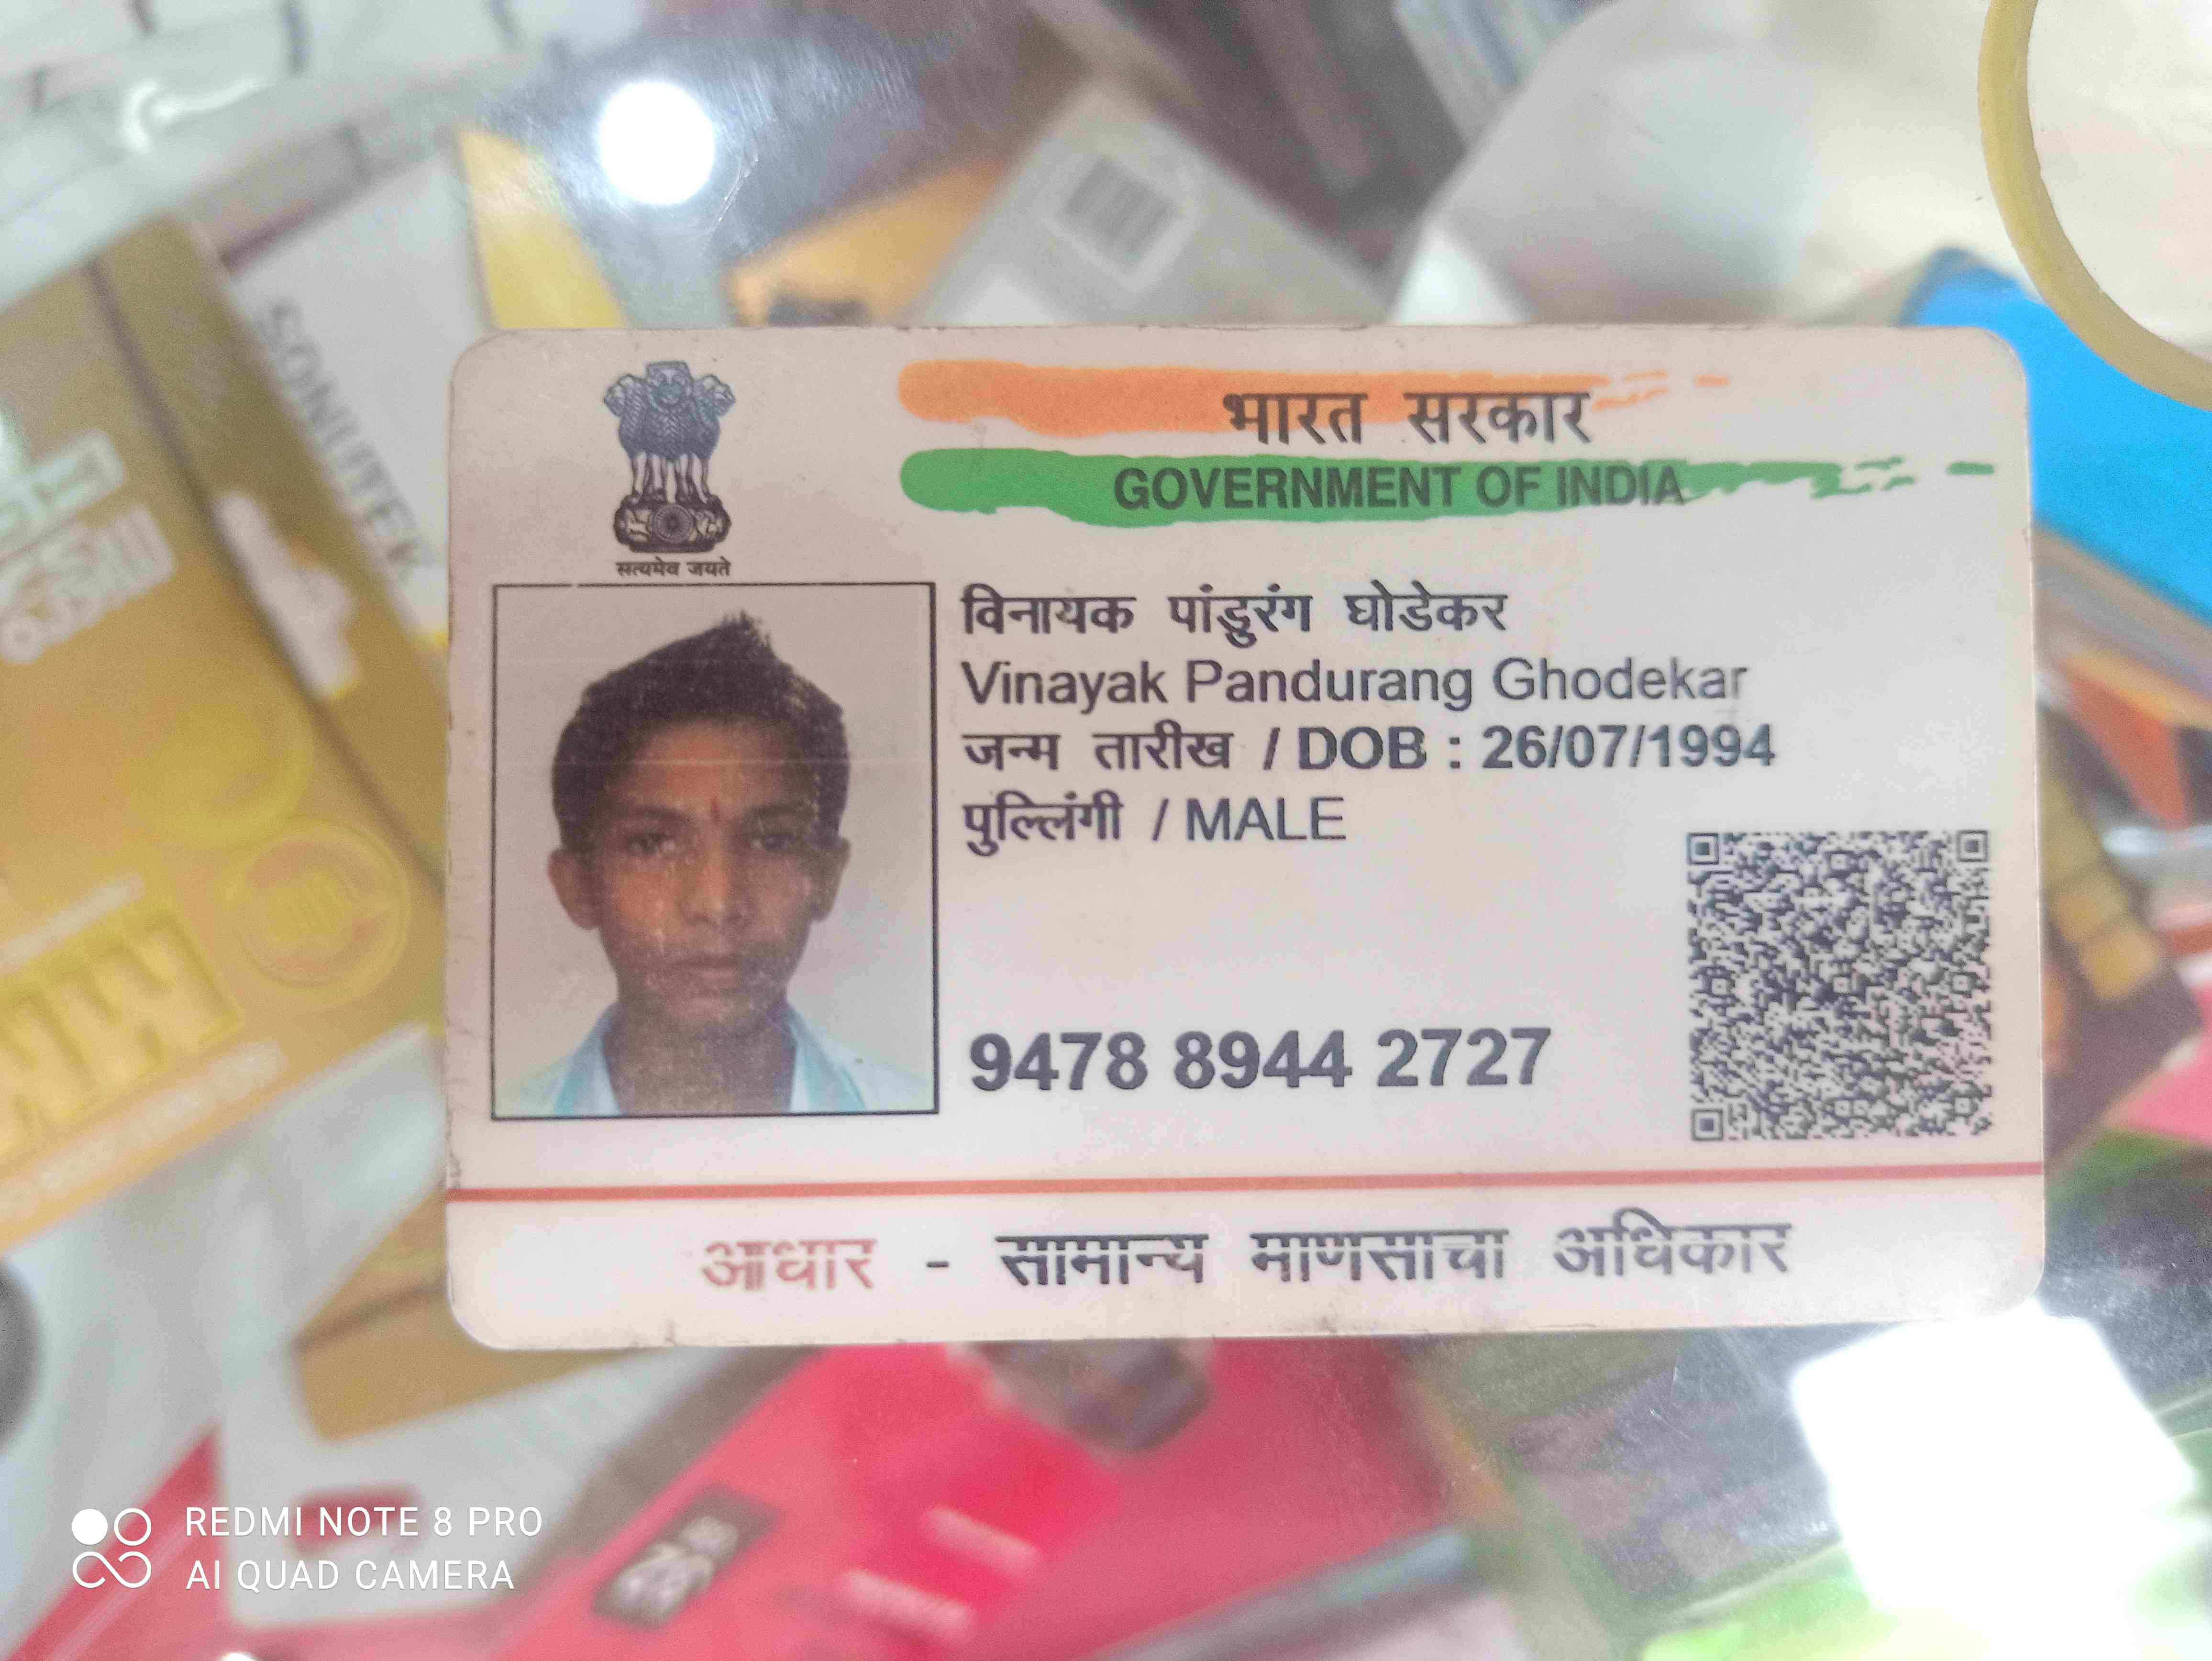 भारत सरकार
GOVERNMENT OF INDIA
सत्यमेव जयते
विनायक पांडुरंग घोडेकर
Vinayak Pandurang Ghodekar
जन्म तारीख / DOB : 26/07/1994
पुल्लिंगी / MALE
9478 8944 2727
आधार - सामान्य माणसाचा अधिकार
SONUTEK
REDMI NOTE 8 PRO
AI QUAD CAMERA